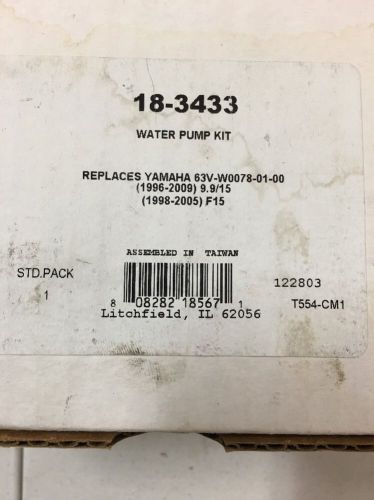 18-3433
WATER PUMP KIT
REPLACES YAMAHA 63V-W0078-01-00
(1996-2009) 9.9/15
(1998-2005) F15
ASSEMBLED IN TAIWAN
STD.PACK
1
122803
8 08282 18567 1
T554-CM1
Litchfield, IL 62056